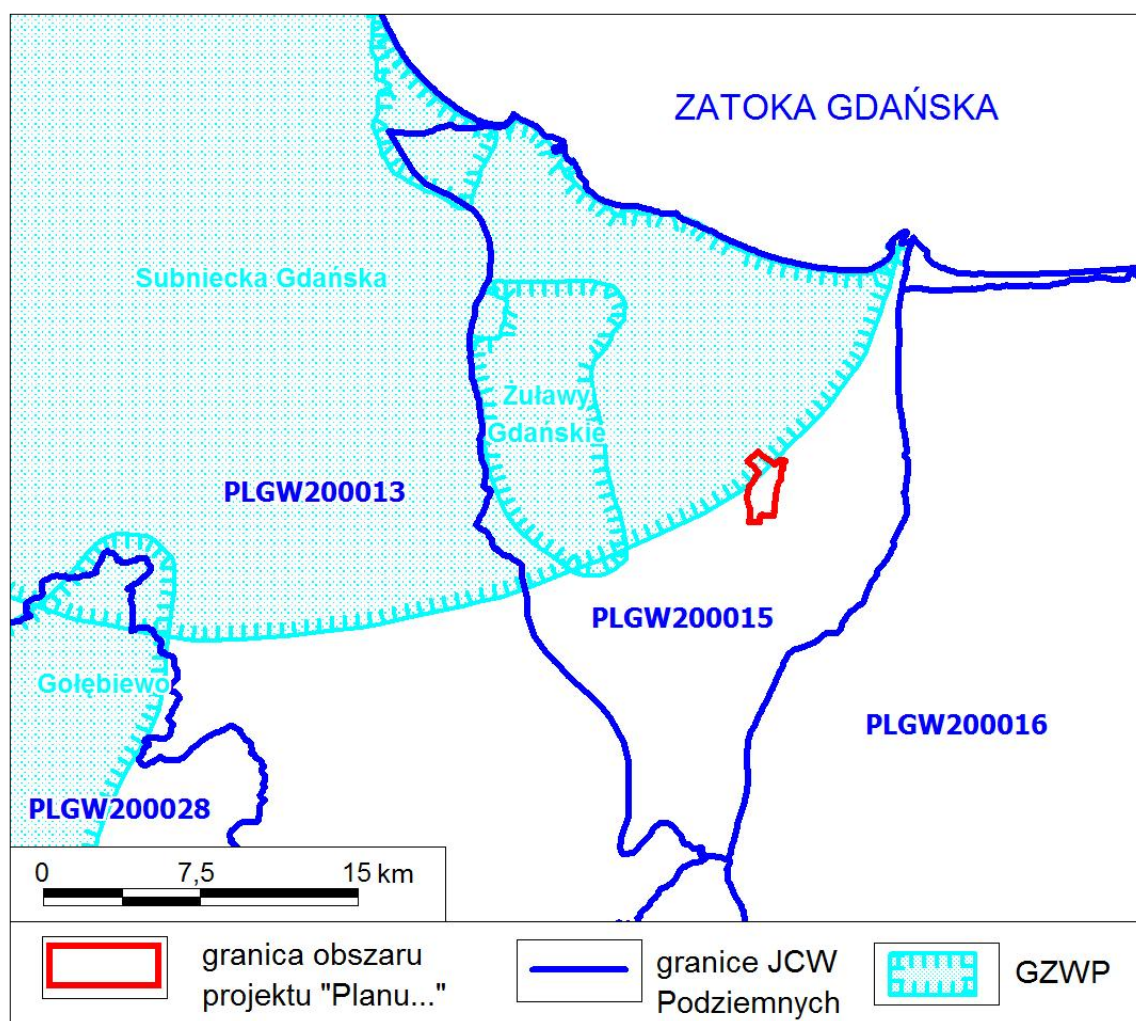 ZATOKA GDAŃSKA
Subniecka Gdańska
Żuławy
Gdańskie
PLGW200013
PLGW200015
Gołębiewo
PLGW200016
PLGW200028
0 7,5 15 km
granica obszaru
projektu "Planu..."
granice JCW
Podziemnych
GZWP